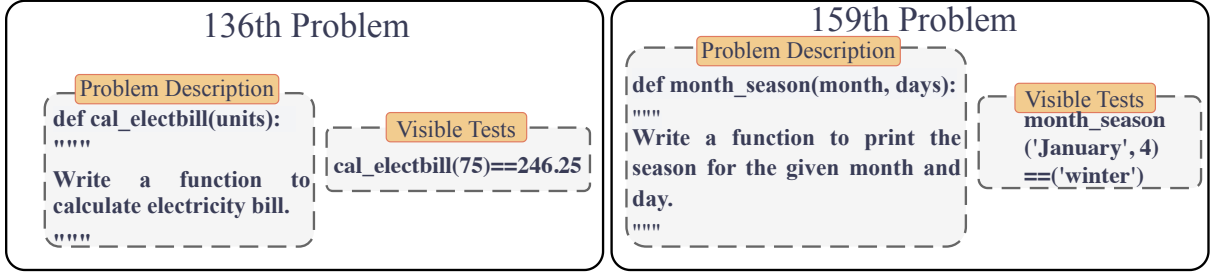 136th Problem
Problem Description
def cal_electbill(units):
"""
Write a function to
calculate electricity bill.
"""
Visible Tests
cal_electbill(75)==246.25
159th Problem
Problem Description
def month_season(month, days):
"""
Write a function to print the
season for the given month and
day.
"""
Visible Tests
month_season
('January', 4)
==('winter')